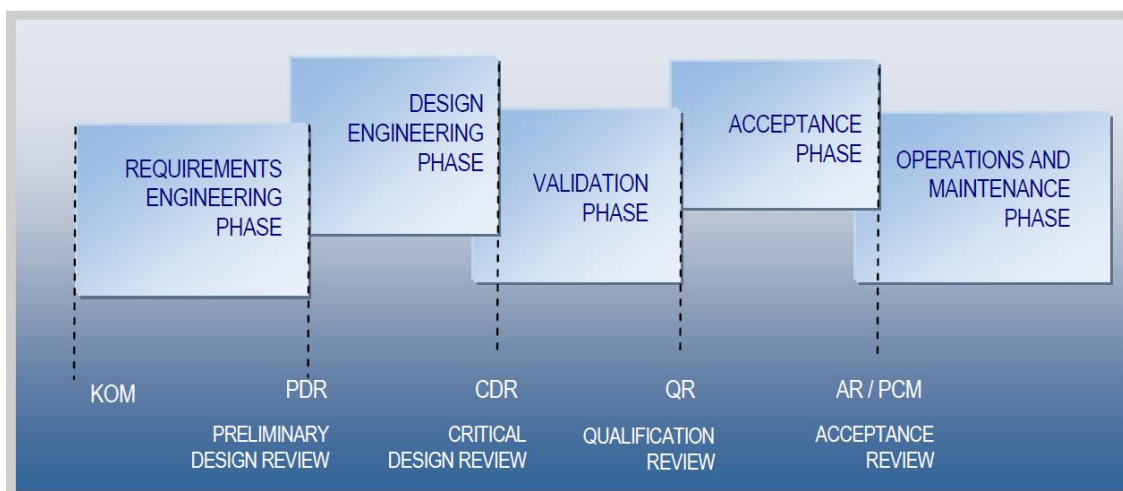 REQUIREMENTS
ENGINEERING
PHASE
DESIGN
ENGINEERING
PHASE
VALIDATION
PHASE
ACCEPTANCE
PHASE
OPERATIONS AND
MAINTENANCE
PHASE
KOM
PDR
PRELIMINARY
DESIGN REVIEW
CDR
CRITICAL
DESIGN REVIEW
QR
QUALIFICATION
REVIEW
AR / PCM
ACCEPTANCE
REVIEW